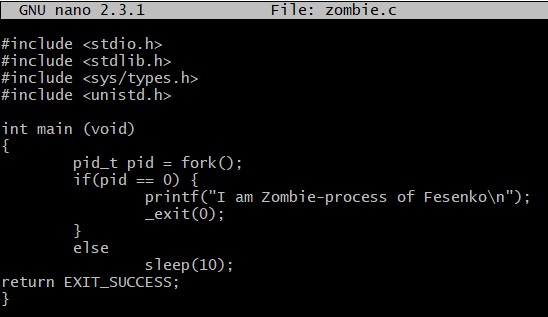 GNU nano 2.3.1 File: zombie.c
#include <stdio.h>
#include <stdlib.h>
#include <sys/types.h>
#include <unistd.h>
int main (void)
{
pid_t pid = fork();
if(pid == 0) {
printf("I am Zombie-process of Fesenko\n");
_exit(0);
}
else
sleep(10);
return EXIT_SUCCESS;
}